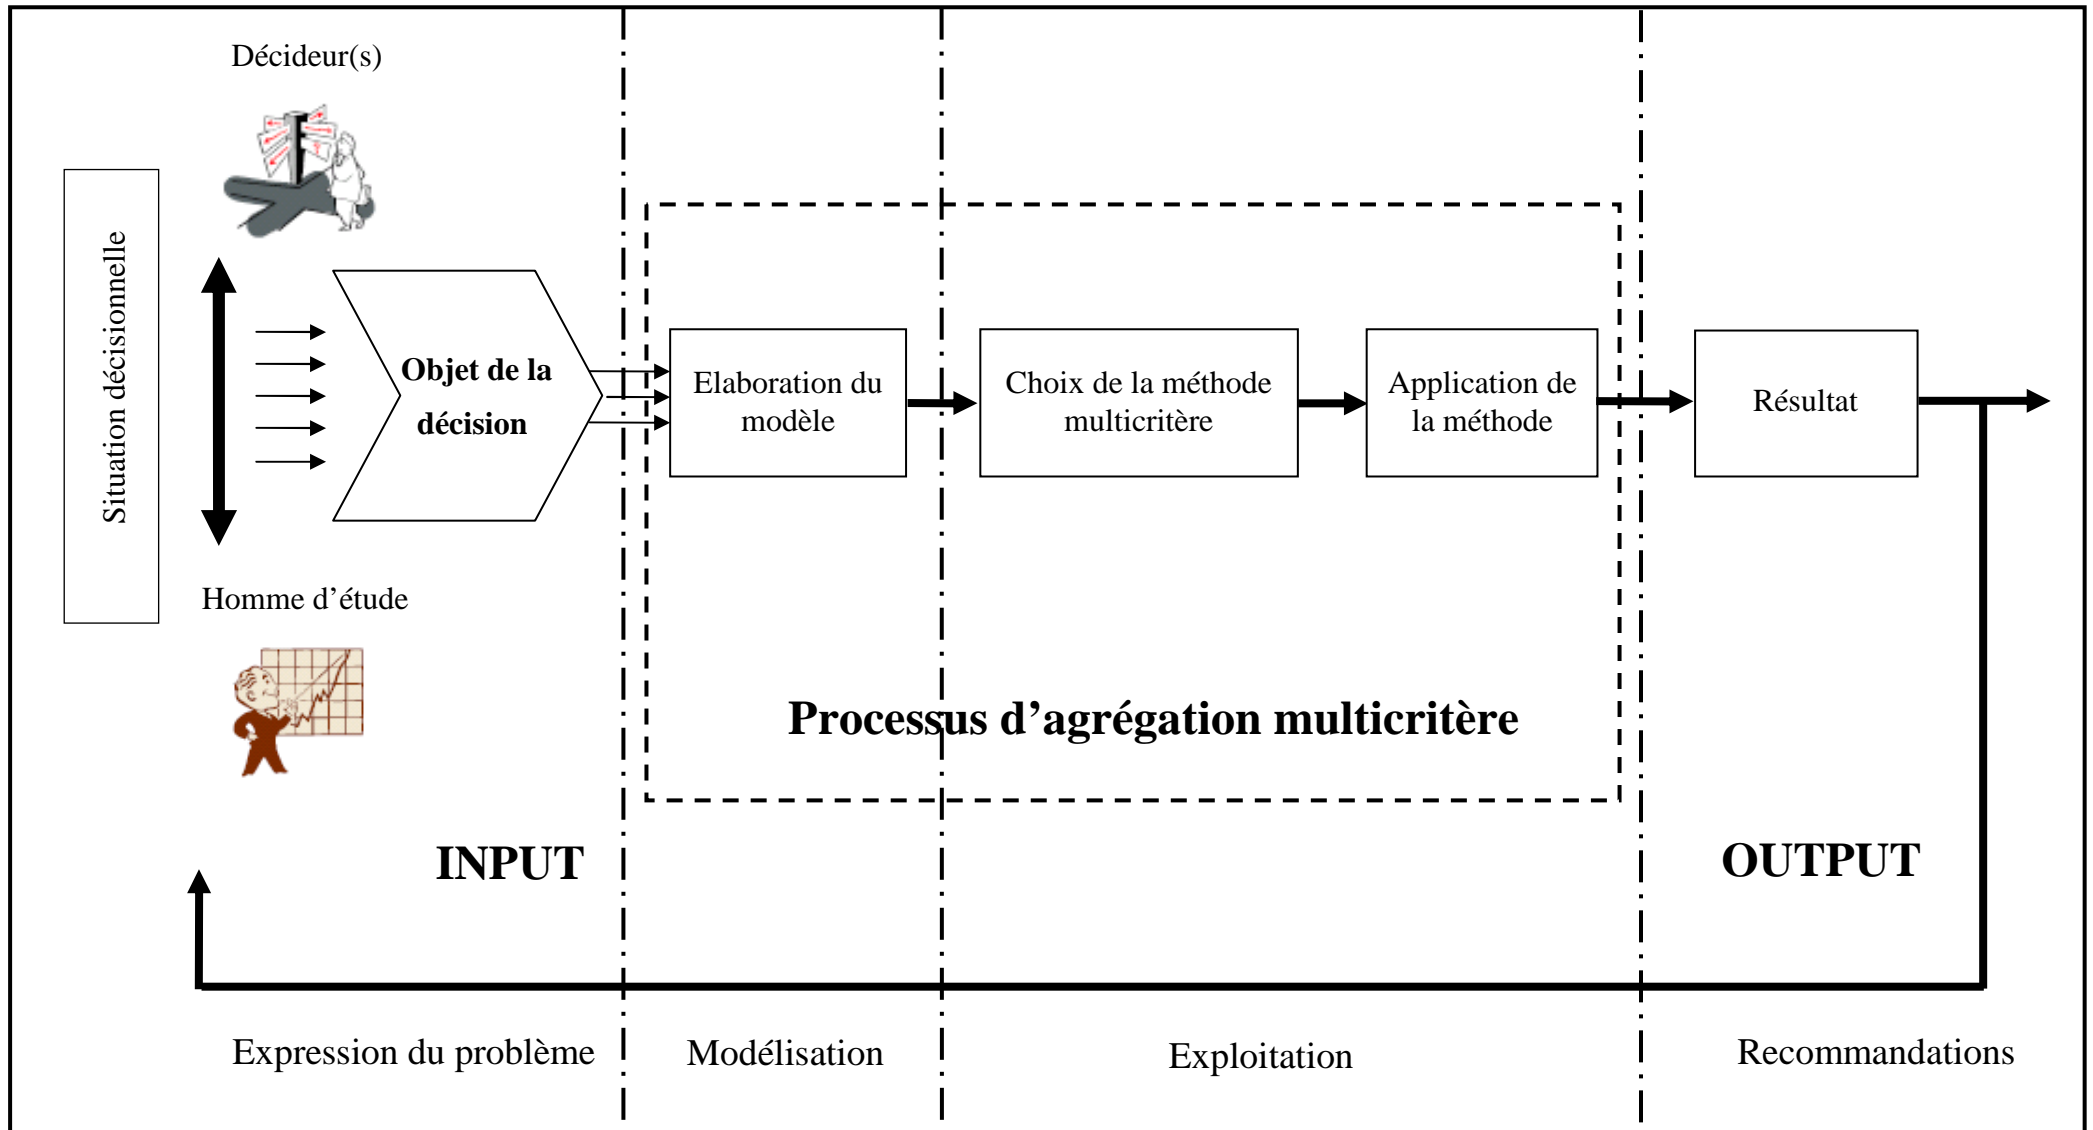 Décideur(s)
Situation décisionnelle
Objet de la
décision
Homme d'étude
Elaboration du
modèle
Choix de la méthode
multicritère
Application de
la méthode
Résultat
Processus d'agrégation multicritère
INPUT
OUTPUT
Expression du problème
Modélisation
Exploitation
Recommandations